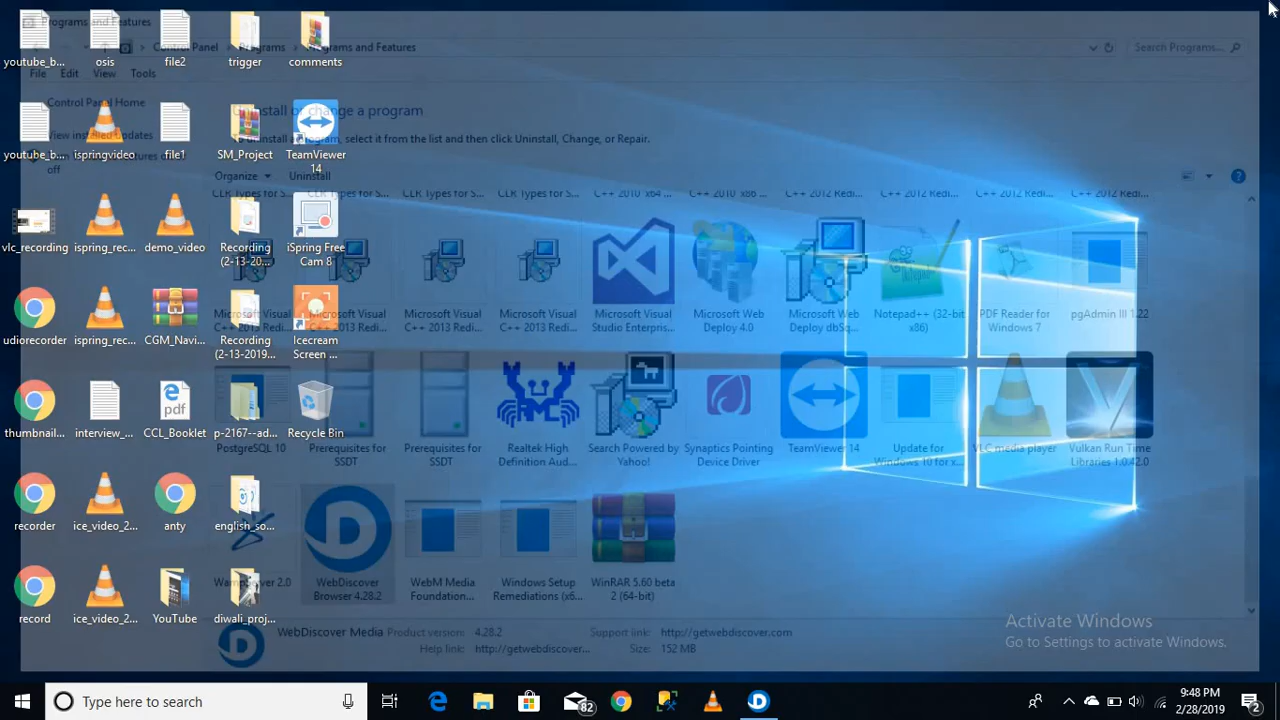 Programs and Features
Control Panel
Programs
Programs and Features
Search Programs...
File
Edit
View
Tools
Control Panel Home
View installed updates
off
Uninstall or change a program
To uninstall a program, select it from the list and then click Uninstall, Change, or Repair.
Organize
Uninstall
youtube_b...
osis
file2
trigger
comments
youtube_b...
ispringvideo
file1
SM_Project
TeamViewer
14
vlc_recording
ispring_rec...
demo_video
Recording
(2-13-20...
iSpring Free
Cam 8
udiorecorder
ispring_rec...
CGM_Navi...
Recording
(2-13-2019...
Icecream
Screen ...
thumbnail...
interview_...
CCL_Booklet
p-2167--ad...
Recycle Bin
recorder
ice_video_2...
anty
english_so...
record
ice_video_2...
YouTube
diwali_proj...
CLR Types for S...
CLR Types for S...
CLR Types for S...
CLR Types for S...
C++ 2010 x64 ...
C++ 2010 x86 ...
C++ 2012 Redi...
C++ 2012 Redi...
C++ 2012 Redi...
C++ 2012 Redi...
Microsoft Visual
C++ 2013 Redi...
Microsoft Visual
C++ 2013 Redi...
Microsoft Visual
C++ 2013 Redi...
Microsoft Visual
Studio Enterpris...
Microsoft Web
Deploy 4.0
Microsoft Web
Deploy dbSq...
Notepad++ (32-bit
x86)
PDF Reader for
Windows 7
pgAdmin III 1.22
PostgreSQL 10
Prerequisites for
SSDT
Prerequisites for
SSDT
Realtek High
Definition Aud...
Search Powered by
Yahoo!
Synaptics Pointing
Device Driver
TeamViewer 14
Update for
Windows 10 for x...
VLC media player
Vulkan Run Time
Libraries 1.0.42.0
WampServer 2.0
WebDiscover
Browser 4.28.2
WebM Media
Foundation...
Windows Setup
Remediations (x6...
WinRAR 5.60 beta
2 (64-bit)
WebDiscover Media
Product version:
4.28.2
Support link:
http://getwebdiscover.com
Help link:
http://getwebdiscove...
Size:
152 MB
Activate Windows
Go to Settings to activate Windows.
Type here to search
82
9:48 PM
2/28/2019
2